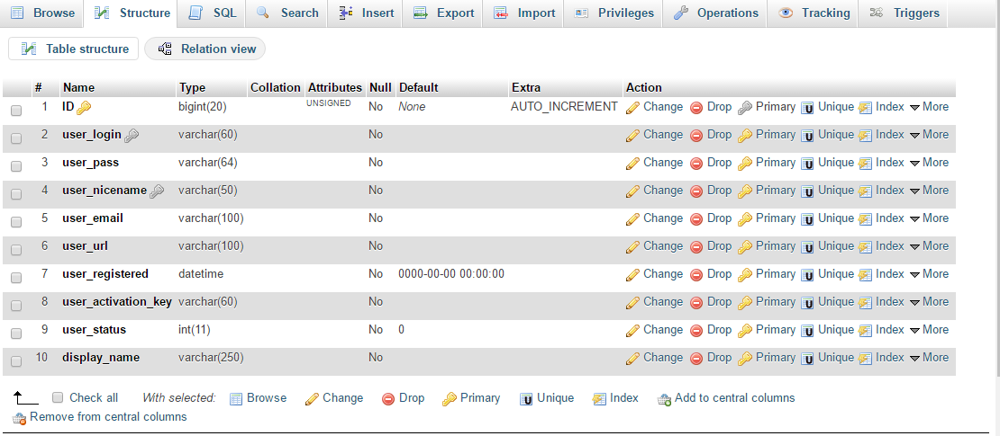 Browse Structure SQL Search Insert Export Import Privileges Operations Tracking Triggers
Table structure Relation view
# Name Type Collation Attributes Null Default Extra Action
1 ID bigint(20) UNSIGNED No None AUTO_INCREMENT Change Drop Primary Unique Index More
2 user_login varchar(60) No Change Drop Primary Unique Index More
3 user_pass varchar(64) No Change Drop Primary Unique Index More
4 user_nicename varchar(50) No Change Drop Primary Unique Index More
5 user_email varchar(100) No Change Drop Primary Unique Index More
6 user_url varchar(100) No Change Drop Primary Unique Index More
7 user_registered datetime No 0000-00-00 00:00:00 Change Drop Primary Unique Index More
8 user_activation_key varchar(60) No Change Drop Primary Unique Index More
9 user_status int(11) No 0 Change Drop Primary Unique Index More
10 display_name varchar(250) No Change Drop Primary Unique Index More
Check all With selected: Browse Change Drop Primary Unique Index Add to central columns
Remove from central columns